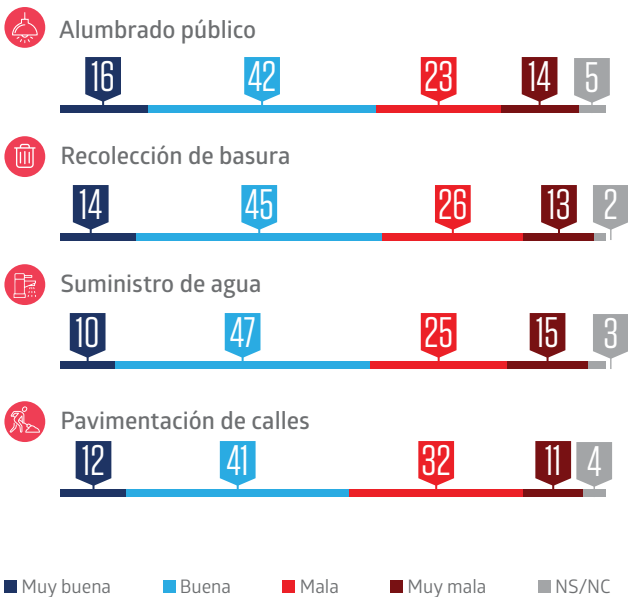 Alumbrado público
16 42 23 14 5
Recolección de basura
14 45 26 13 2
Suministro de agua
10 47 25 15 3
Pavimentación de calles
12 41 32 11 4
Muy buena Buena Mala Muy mala NS/NC